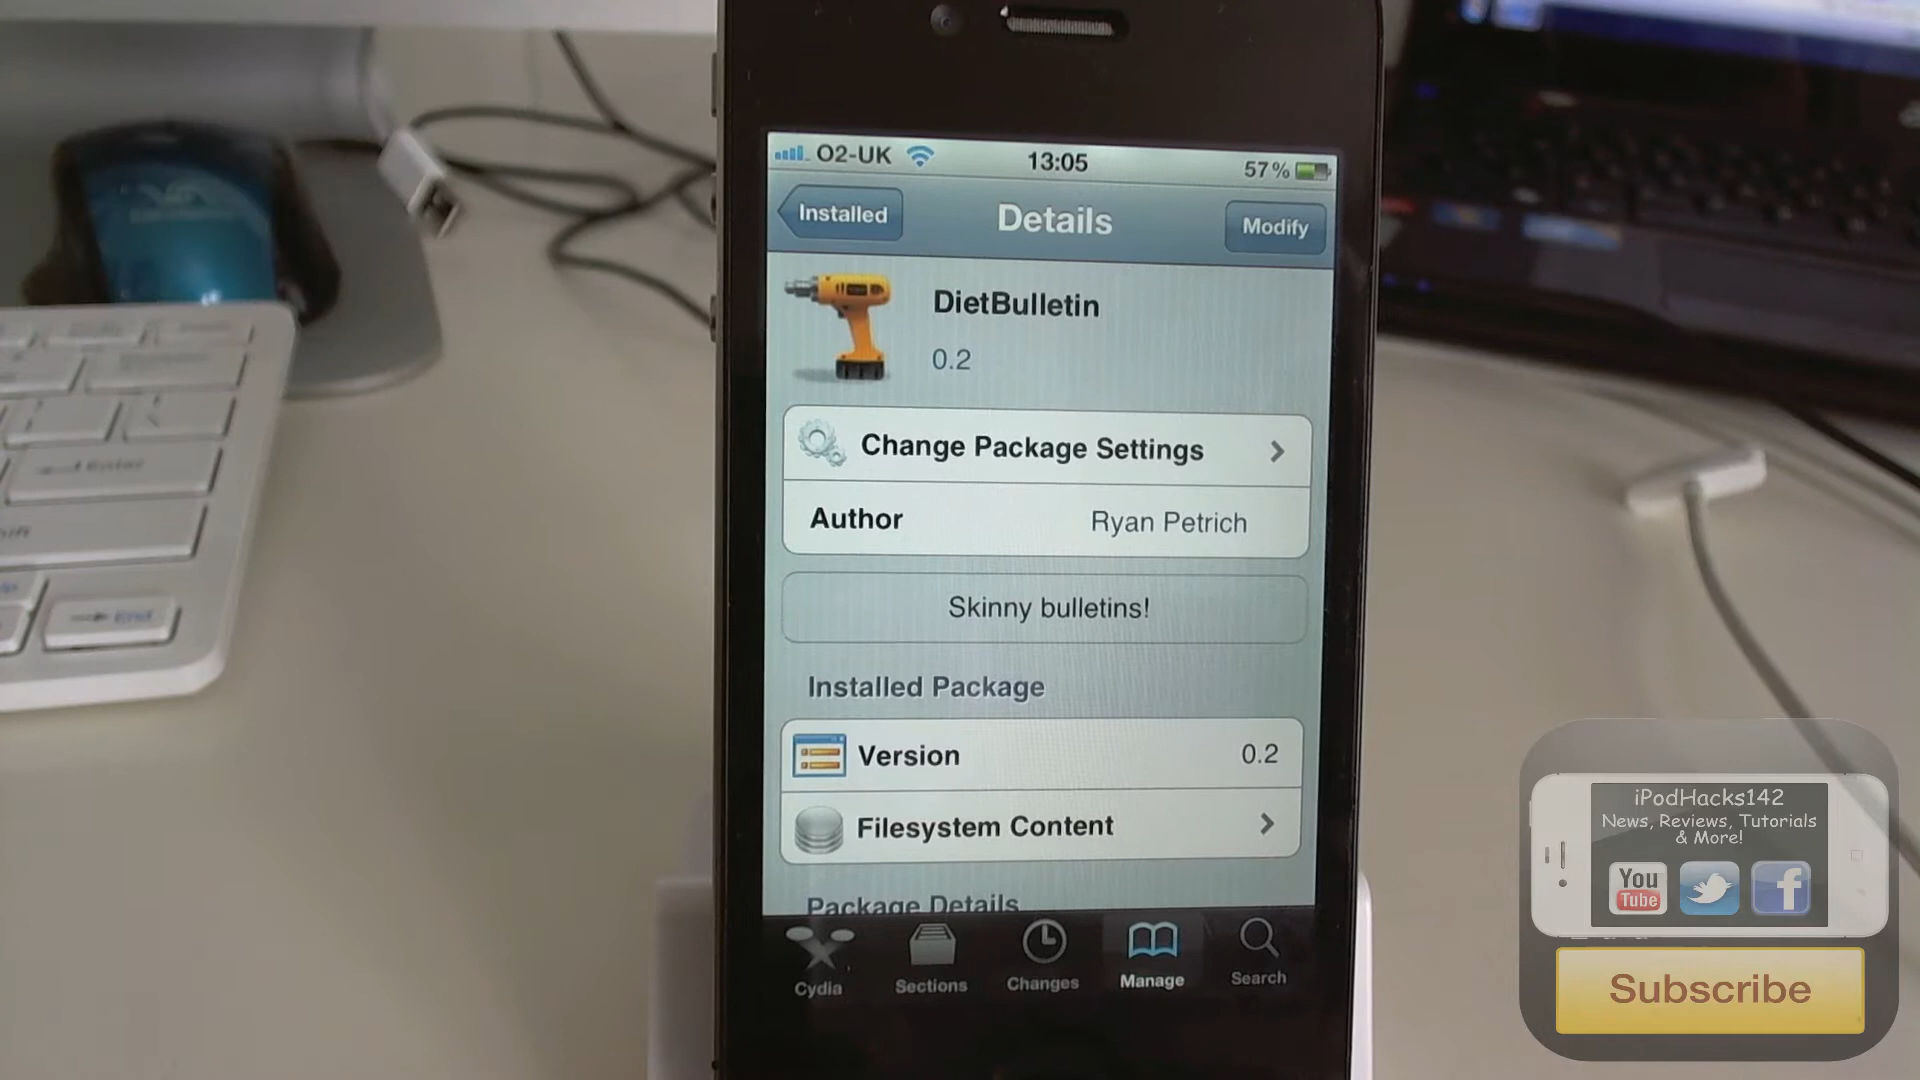 O2-UK 13:05 57%
Installed Details Modify
DietBulletin
0.2
Change Package Settings
Author Ryan Petrich
Skinny bulletins!
Installed Package
Version 0.2
Filesystem Content
Package Details
Cydia Sections Changes Manage Search
Enter
End
iPodHacks142
News, Reviews, Tutorials
& More!
You
Tube
f
Subscribe